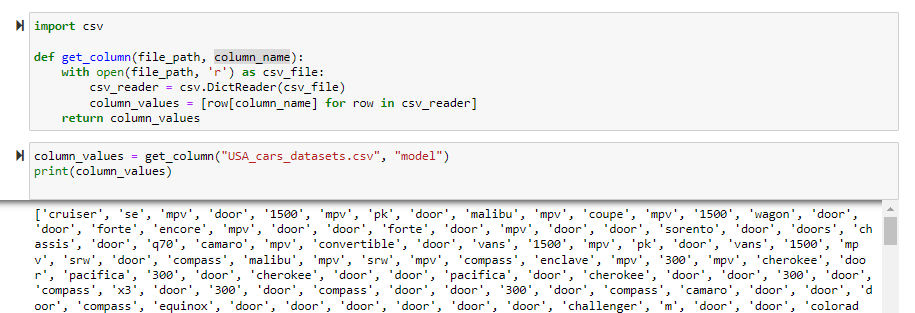 import csv
def get_column(file_path, column_name):
    with open(file_path, 'r') as csv_file:
        csv_reader = csv.DictReader(csv_file)
        column_values = [row[column_name] for row in csv_reader]
    return column_values
column_values = get_column("USA_cars_datasets.csv", "model")
print(column_values)
['cruiser', 'se', 'mpv', 'door', '1500', 'mpv', 'pk', 'door', 'malibu', 'mpv', 'coupe', 'mpv', '1500', 'wagon', 'door',
'door', 'forte', 'encore', 'mpv', 'door', 'door', 'forte', 'door', 'mpv', 'door', 'door', 'sorento', 'door', 'doors', 'ch
assis', 'door', 'q70', 'camaro', 'mpv', 'convertible', 'door', 'vans', '1500', 'mpv', 'pk', 'door', 'vans', '1500', 'mp
v', 'srw', 'door', 'compass', 'malibu', 'mpv', 'srw', 'mpv', 'compass', 'enclave', 'mpv', '300', 'mpv', 'cherokee', 'doo
r', 'pacifica', '300', 'door', 'cherokee', 'door', 'door', 'pacifica', 'door', 'cherokee', 'door', 'door', '300', 'door',
'compass', 'x3', 'door', '300', 'door', 'compass', 'door', 'door', '300', 'door', 'compass', 'camaro', 'door', 'door', 'd
oor', 'compass', 'equinox', 'door', 'door', 'door', 'door', 'door', 'door', 'challenger', 'm', 'door', 'door', 'colorad